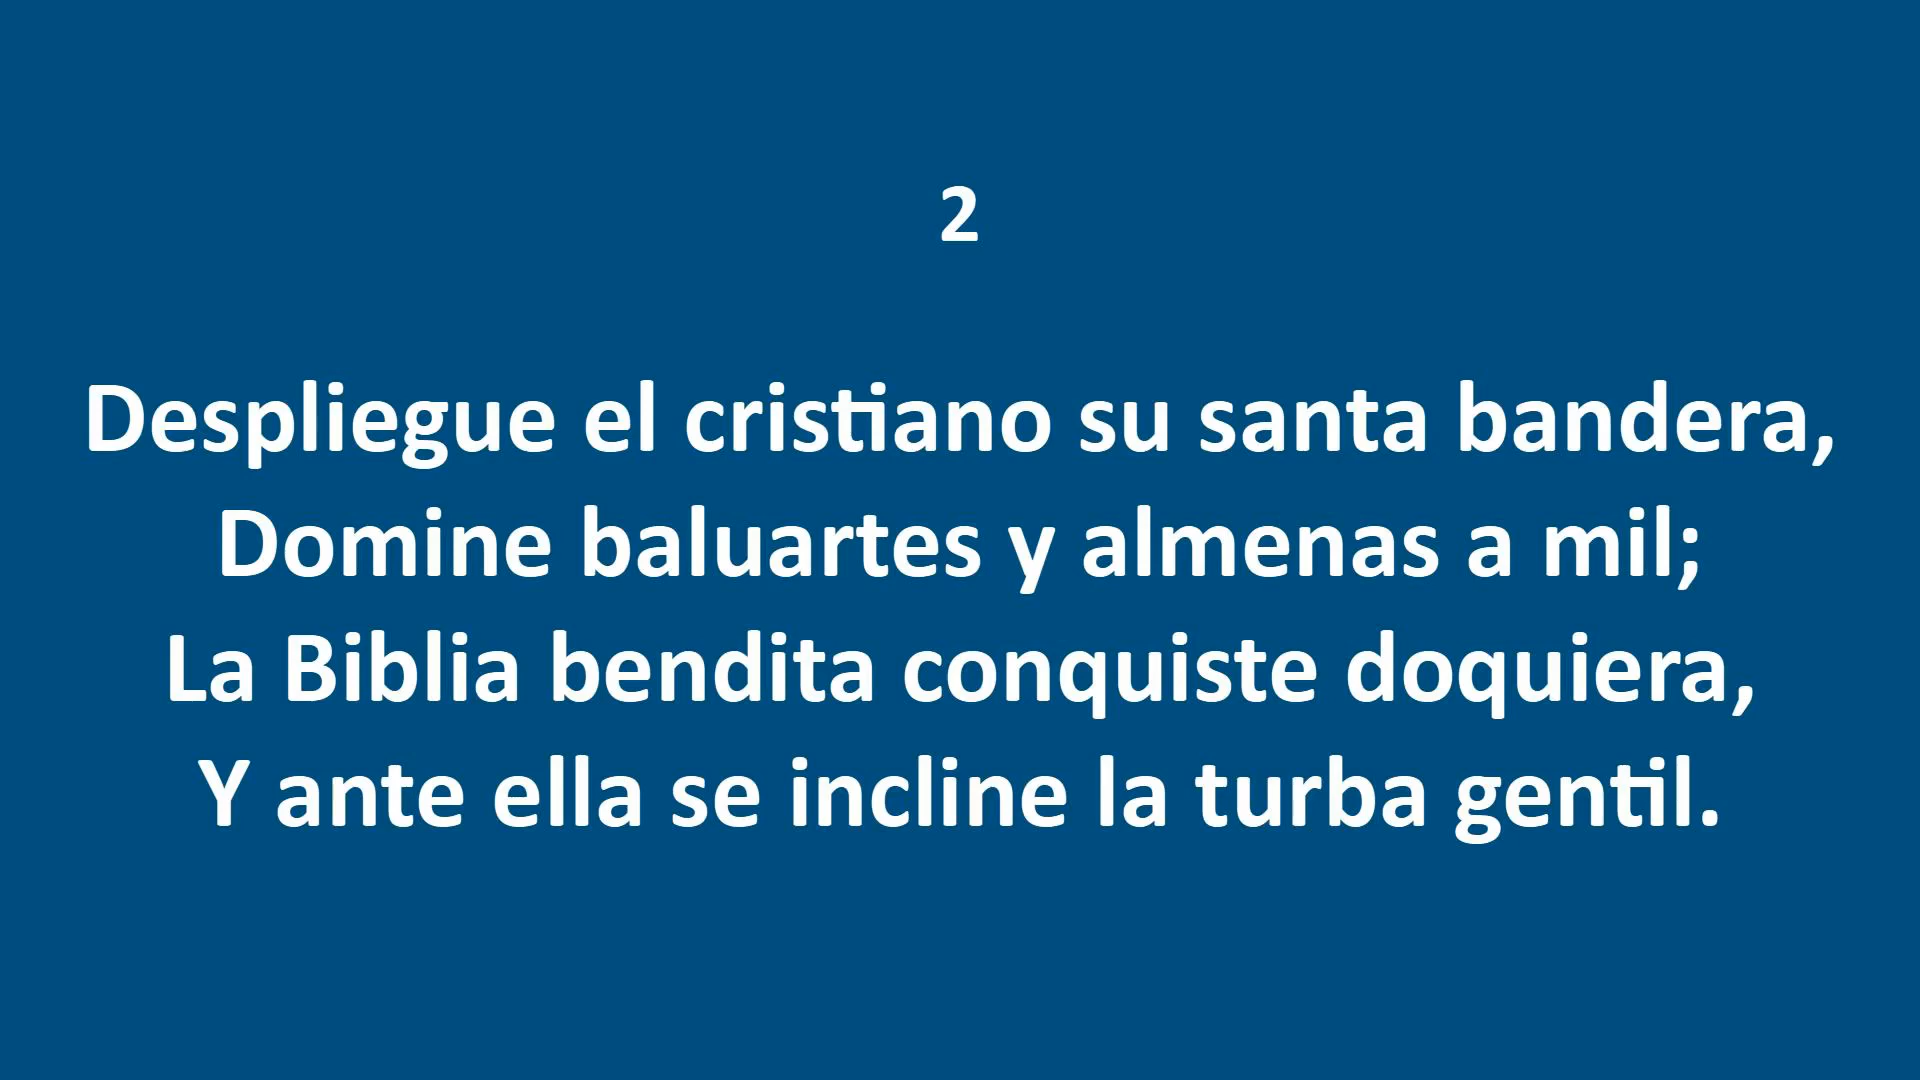 2
Despliegue el cristiano su santa bandera,
Domine baluartes y almenas a mil;
La Biblia bendita conquiste doquiera,
Y ante ella se incline la turba gentil.